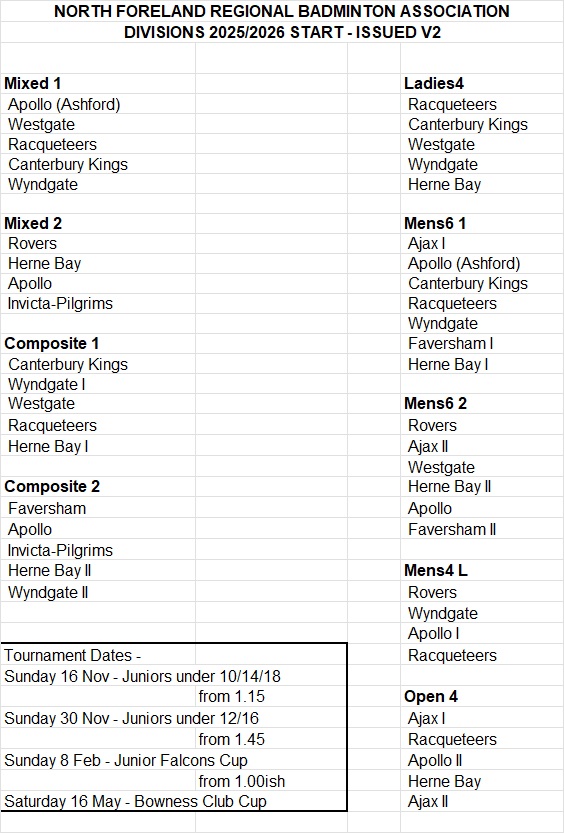 NORTH FORELAND REGIONAL BADMINTON ASSOCIATION
DIVISIONS 2025/2026 START - ISSUED V2
Mixed 1
Apollo (Ashford)
Westgate
Racqueteers
Canterbury Kings
Wyndgate
Mixed 2
Rovers
Herne Bay
Apollo
Invicta-Pilgrims
Composite 1
Canterbury Kings
Wyndgate I
Westgate
Racqueteers
Herne Bay I
Composite 2
Faversham
Apollo
Invicta-Pilgrims
Herne Bay II
Wyndgate II
Tournament Dates -
Sunday 16 Nov - Juniors under 10/14/18
from 1.15
Sunday 30 Nov - Juniors under 12/16
from 1.45
Sunday 8 Feb - Junior Falcons Cup
from 1.00ish
Saturday 16 May - Bowness Club Cup
Ladies4
Racqueteers
Canterbury Kings
Westgate
Wyndgate
Herne Bay
Mens6 1
Ajax I
Apollo (Ashford)
Canterbury Kings
Racqueteers
Wyndgate
Faversham I
Herne Bay I
Mens6 2
Rovers
Ajax II
Westgate
Herne Bay II
Apollo
Faversham II
Mens4 L
Rovers
Wyndgate
Apollo I
Racqueteers
Open 4
Ajax I
Racqueteers
Apollo II
Herne Bay
Ajax II